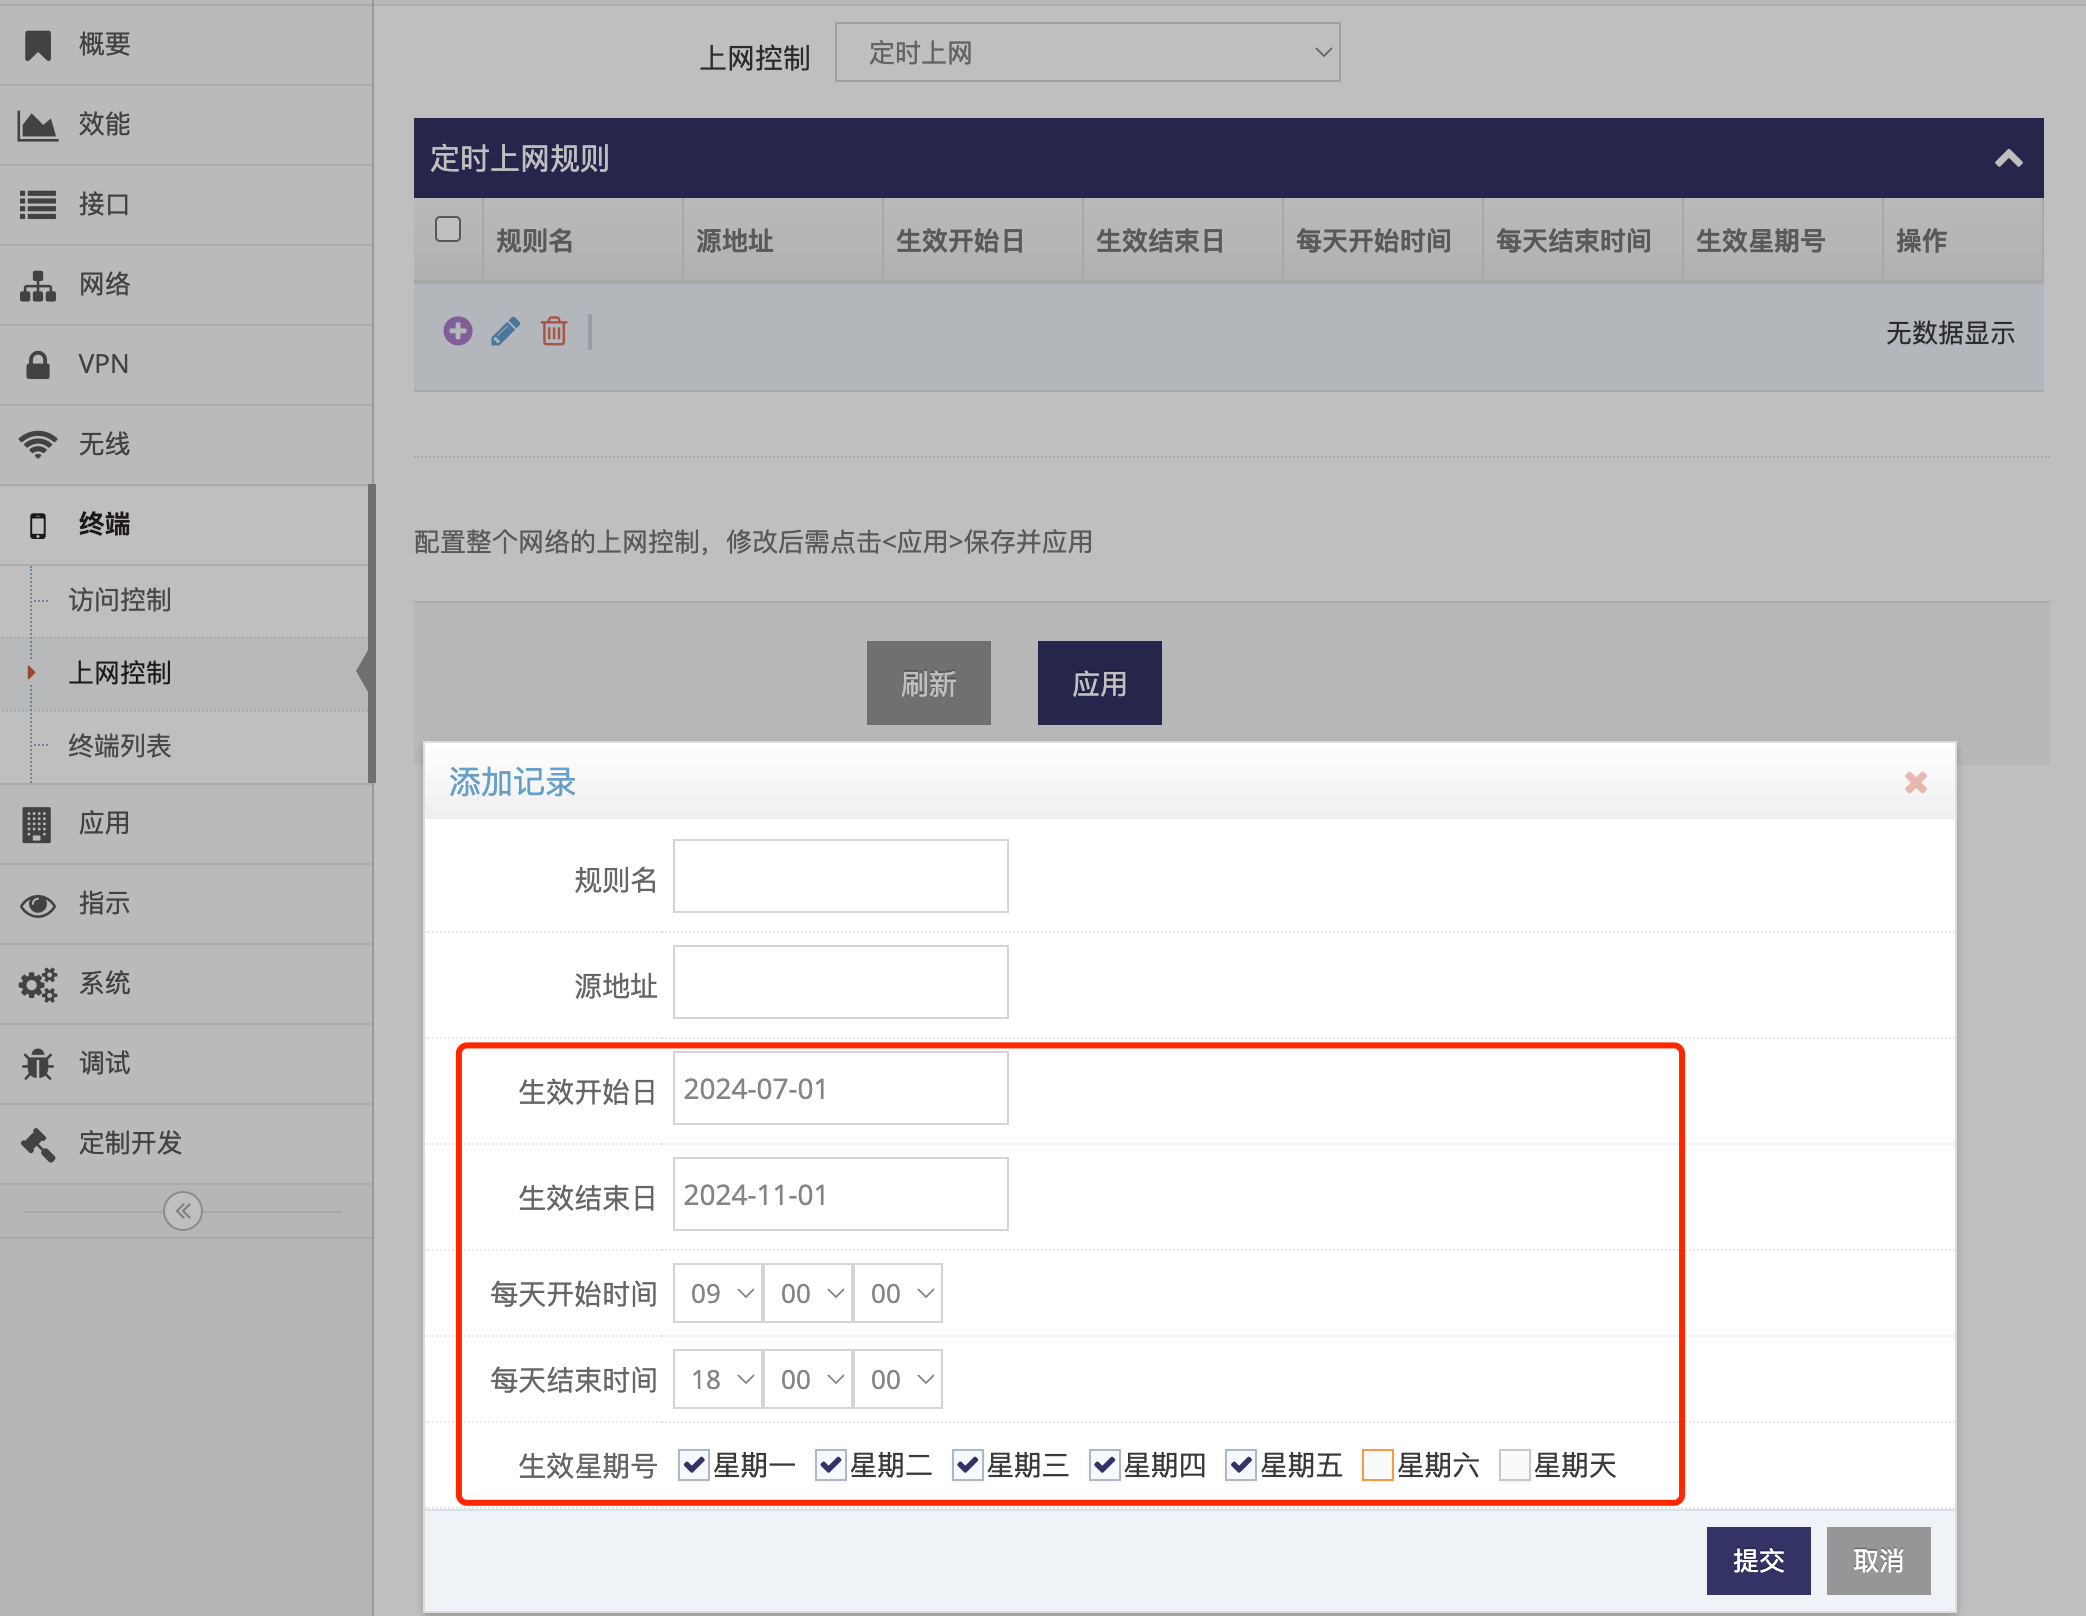 概要
效能
接口
网络
VPN
无线
终端
访问控制
上网控制
终端列表
应用
指示
系统
调试
定制开发
上网控制 定时上网
定时上网规则
规则名 源地址 生效开始日 生效结束日 每天开始时间 每天结束时间 生效星期号 操作
无数据显示
配置整个网络的上网控制，修改后需点击<应用>保存并应用
刷新 应用
添加记录
规则名
源地址
生效开始日 2024-07-01
生效结束日 2024-11-01
每天开始时间 09 00 00
每天结束时间 18 00 00
生效星期号 星期一 星期二 星期三 星期四 星期五 星期六 星期天
提交 取消